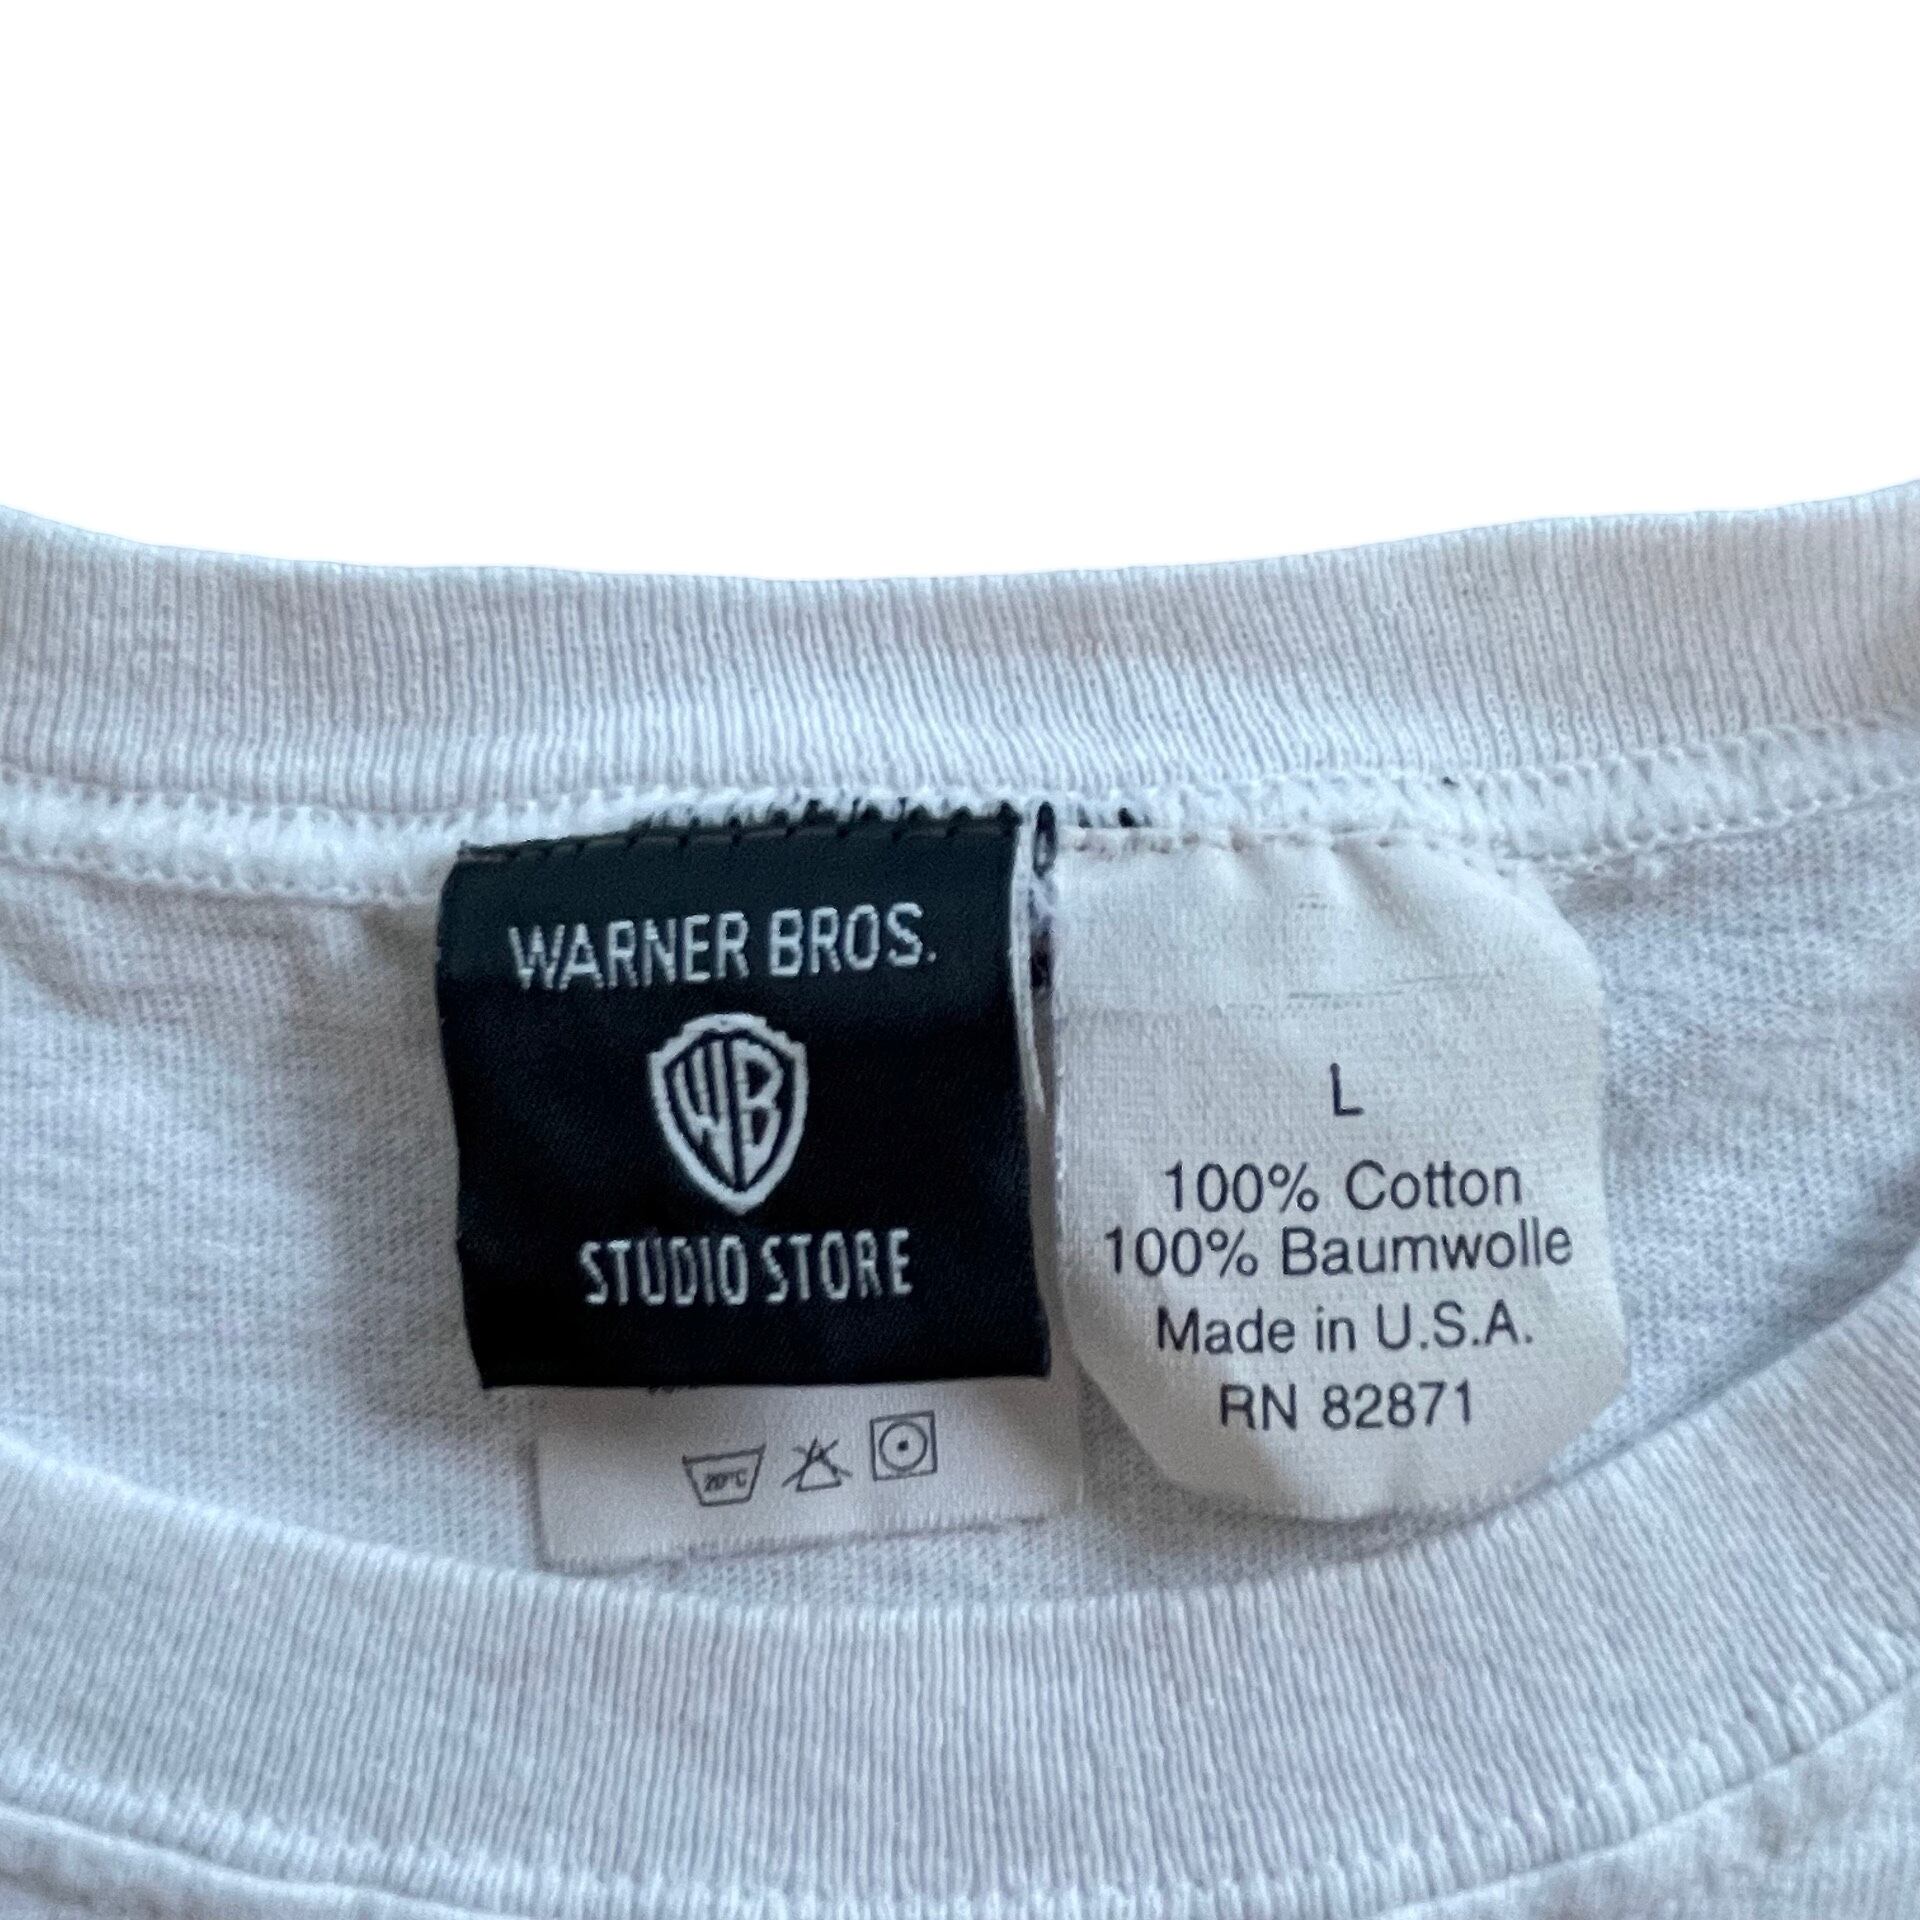 WARNER BROS.
WB
STUDIO STORE
L
100% Cotton
100% Baumwolle
Made in U.S.A.
RN 82871